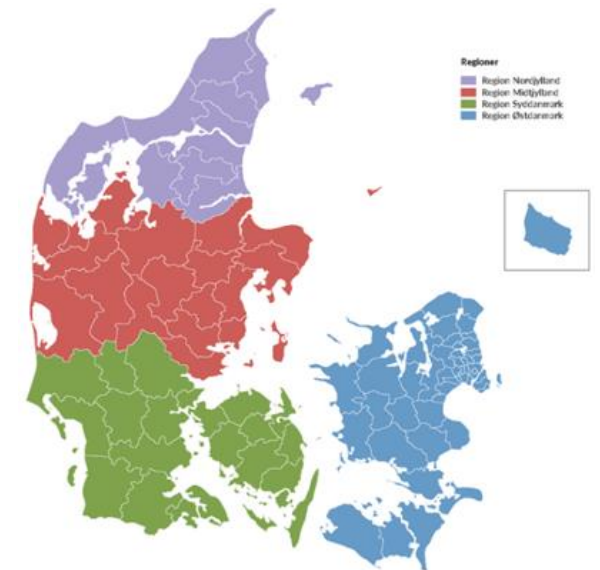 Regioner
Region Nordjylland
Region Midtjylland
Region Syddanmark
Region Østdanmark